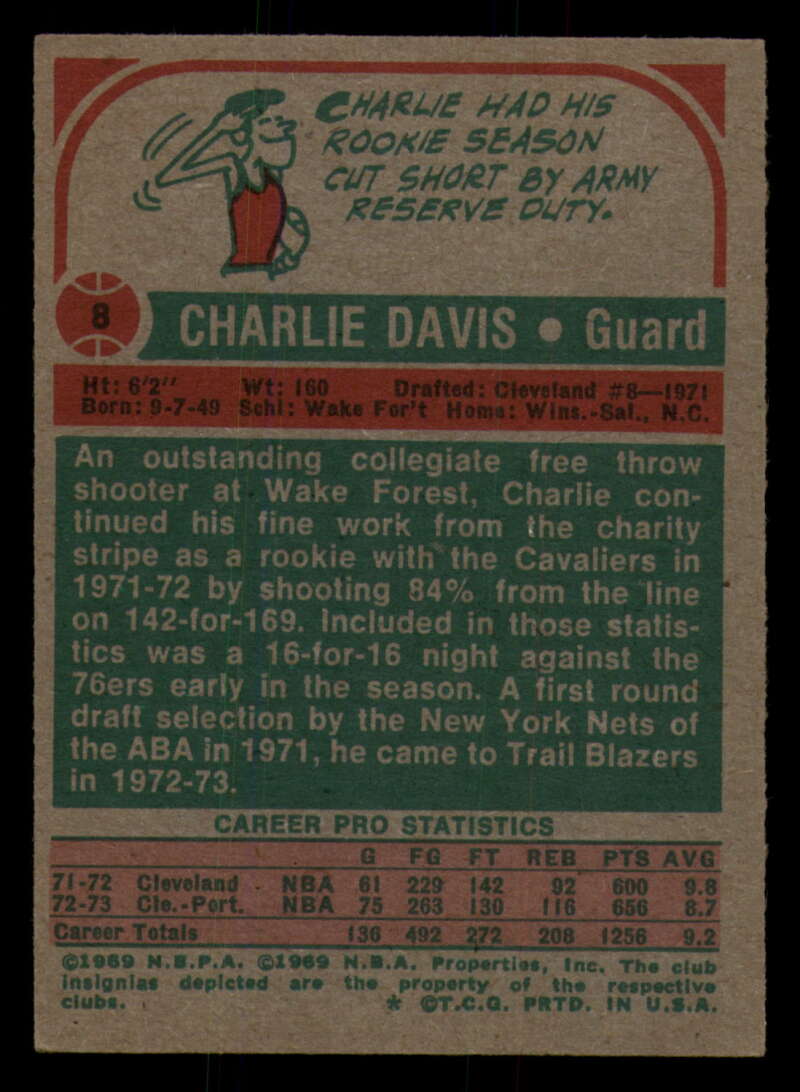 CHARLIE HAD HIS
ROOKIE SEASON
CUT SHORT BY ARMY
RESERVE DUTY.
8
CHARLIE DAVIS • Guard
Ht: 6'2" Wt: 160 Drafted: Cleveland #8—1971
Born: 9-7-49 Schl: Wake For't Home: Wins.-Sal., N.C.
An outstanding collegiate free throw
shooter at Wake Forest, Charlie con-
tinued his fine work from the charity
stripe as a rookie with the Cavaliers in
1971-72 by shooting 84% from the line
on 142-for-169. Included in those statis-
tics was a 16-for-16 night against the
76ers early in the season. A first round
draft selection by the New York Nets of
the ABA in 1971, he came to Trail Blazers
in 1972-73.
CAREER PRO STATISTICS
G FG FT REB PTS AVG
71-72 Cleveland NBA 61 229 142 92 600 9.8
72-73 Cle.-Port. NBA 75 263 130 116 656 8.7
Career Totals 136 492 272 208 1256 9.2
©1969 N.B.P.A. ©1969 N.B.A. Properties, Inc. The club
insignias depicted are the property of the respective
clubs. * ©T.C.G. PRTD. IN U.S.A.